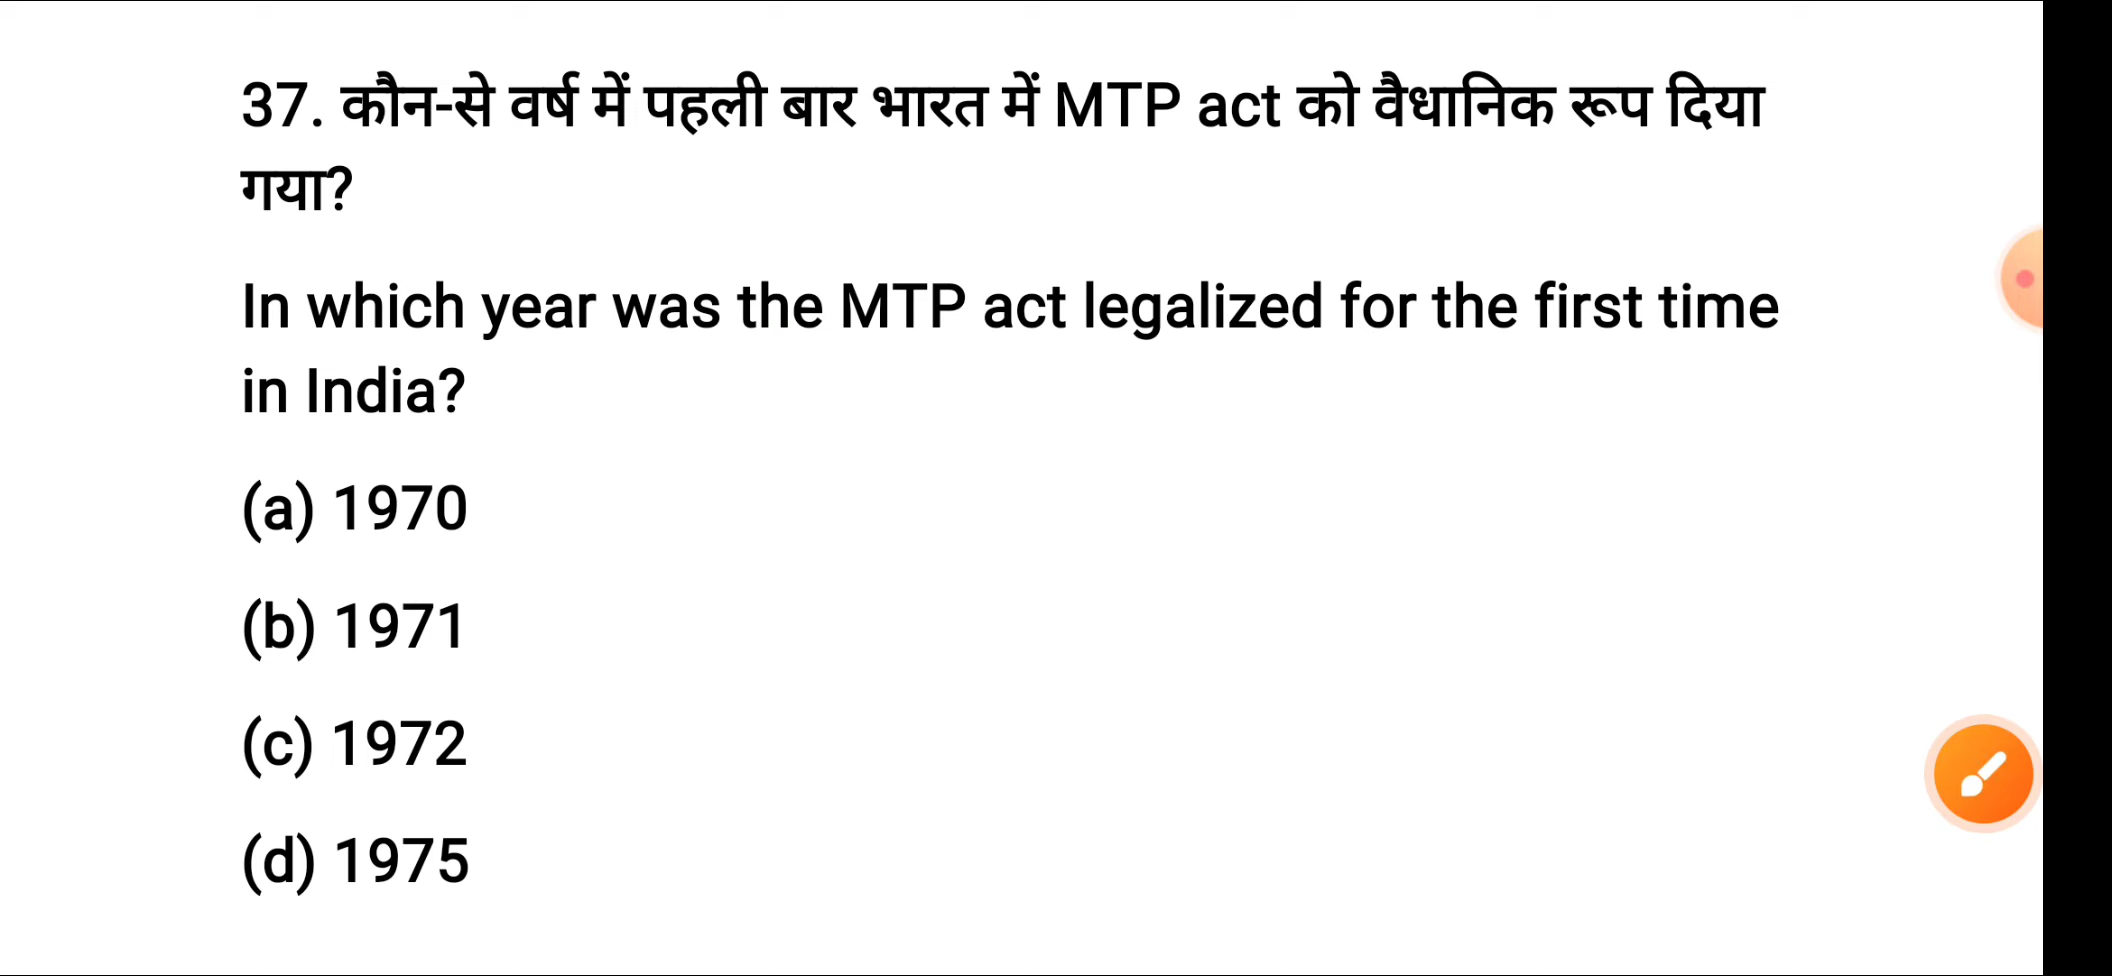 37. कौन-से वर्ष में पहली बार भारत में MTP act को वैधानिक रूप दिया
गया?
In which year was the MTP act legalized for the first time
in India?
(a) 1970
(b) 1971
(c) 1972
(d) 1975